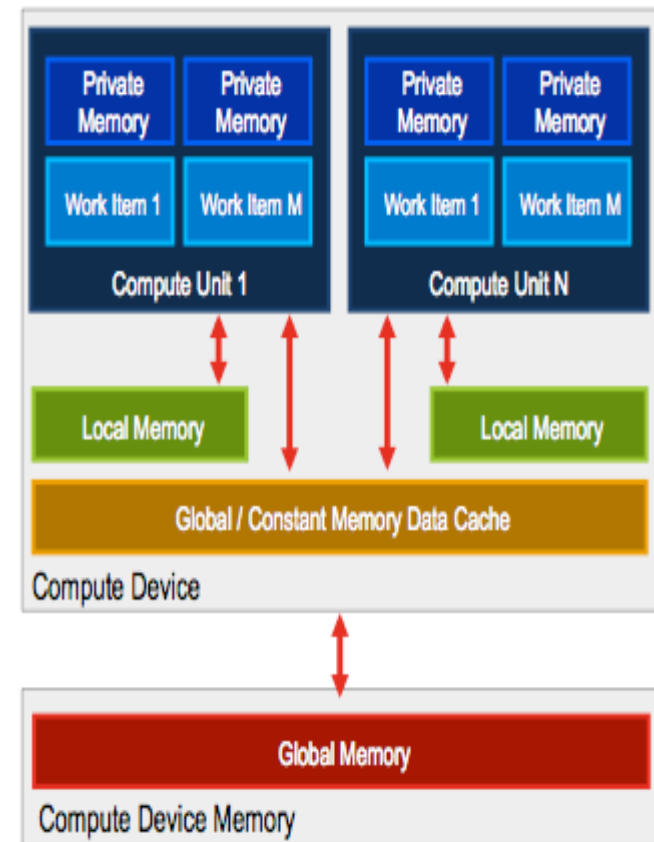 Private Memory
Private Memory
Private Memory
Private Memory
Work Item 1
Work Item M
Work Item 1
Work Item M
Compute Unit 1
Compute Unit N
Local Memory
Local Memory
Global / Constant Memory Data Cache
Compute Device
Global Memory
Compute Device Memory